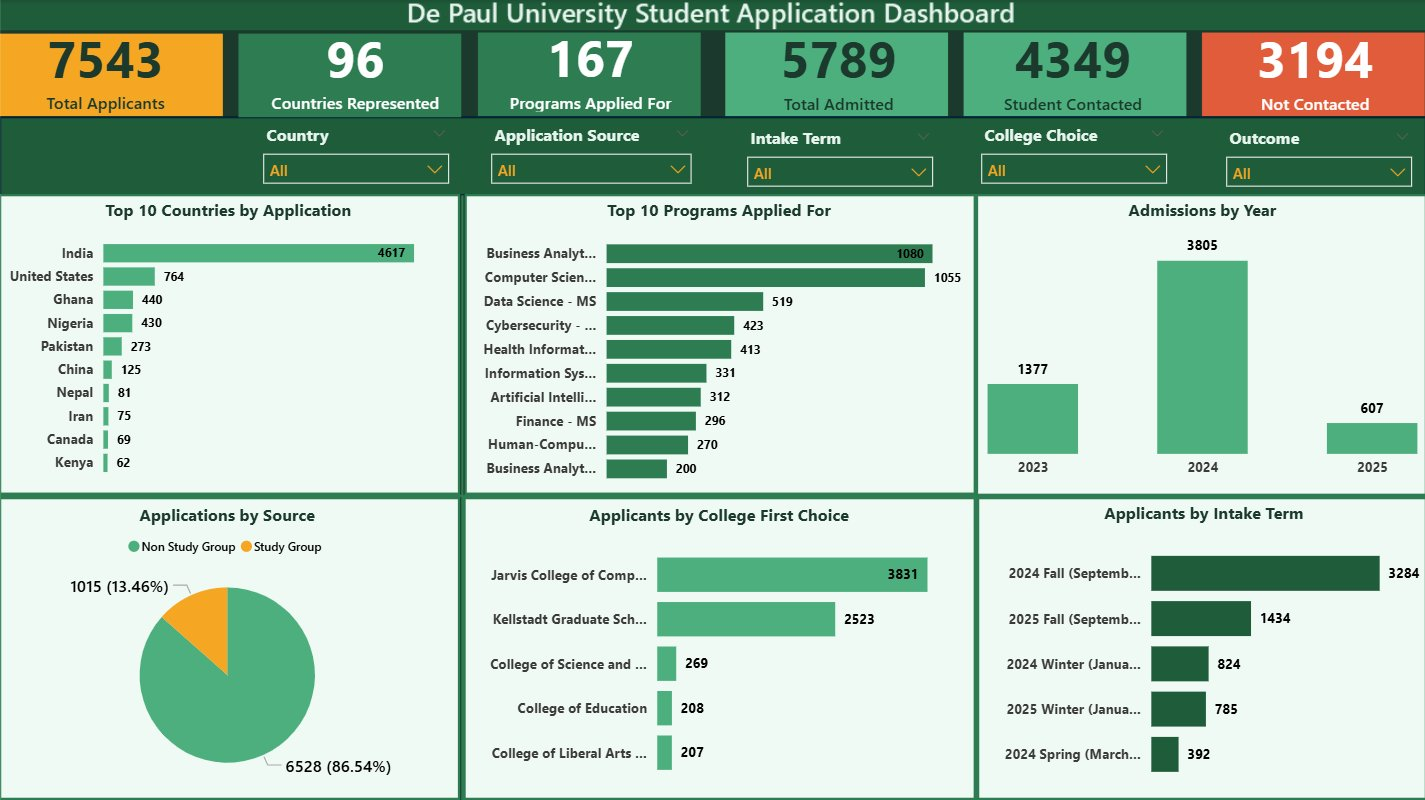 De Paul University Student Application Dashboard
7543
Total Applicants
96
Countries Represented
167
Programs Applied For
5789
Total Admitted
4349
Student Contacted
3194
Not Contacted
Country
All
Application Source
All
Intake Term
All
College Choice
All
Outcome
All
Top 10 Countries by Application
India 4617
United States 764
Ghana 440
Nigeria 430
Pakistan 273
China 125
Nepal 81
Iran 75
Canada 69
Kenya 62
Top 10 Programs Applied For
Business Analyt... 1080
Computer Scien... 1055
Data Science - MS 519
Cybersecurity - ... 423
Health Informat... 413
Information Sys... 331
Artificial Intelli... 312
Finance - MS 296
Human-Compu... 270
Business Analyt... 200
Admissions by Year
1377
3805
607
2023
2024
2025
Applications by Source
Non Study Group
Study Group
1015 (13.46%)
6528 (86.54%)
Applicants by College First Choice
Jarvis College of Comp... 3831
Kellstadt Graduate Sch... 2523
College of Science and ... 269
College of Education 208
College of Liberal Arts ... 207
Applicants by Intake Term
2024 Fall (Septemb... 3284
2025 Fall (Septemb... 1434
2024 Winter (Janua... 824
2025 Winter (Janua... 785
2024 Spring (March... 392